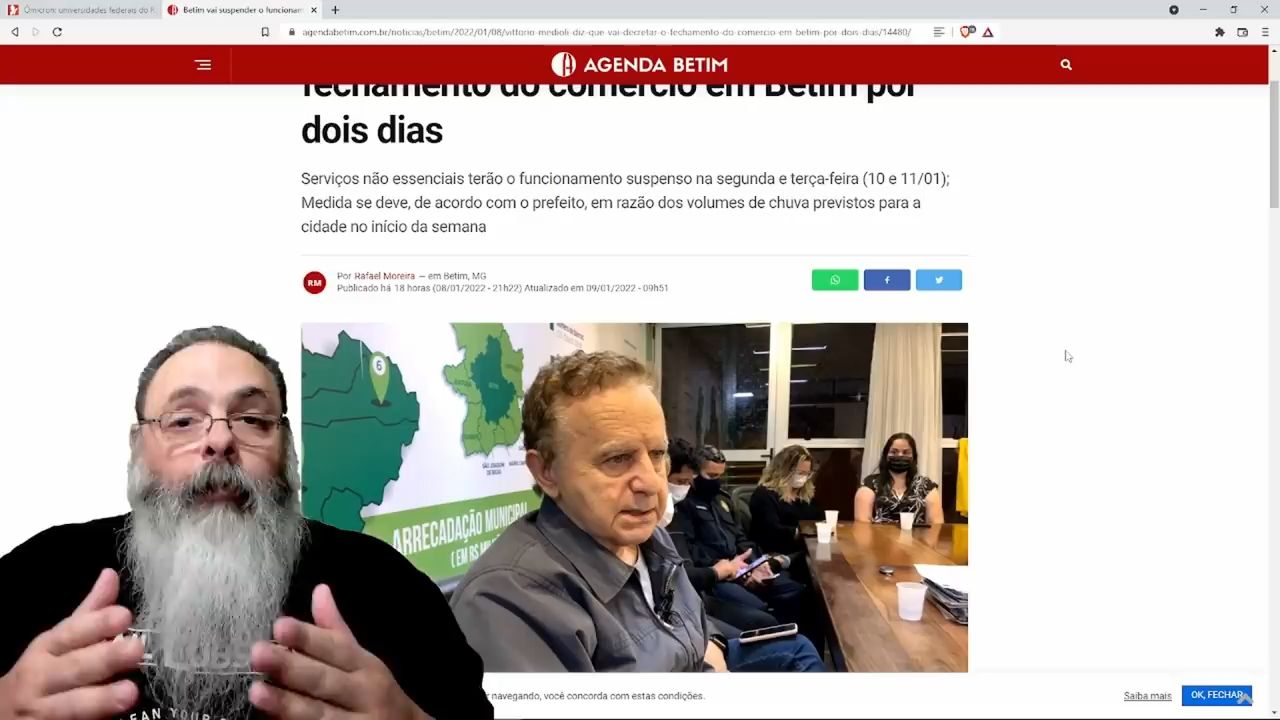 Ômicron: universidades federais do
Betim vai suspender o funcionam
agendabetim.com.br/noticias/betim/2022/01/08/vittorio-medioli-diz-que-vai-decretar-o-fechamento-do-comercio-em-betim-por-dois-dias/14480/
AGENDA BETIM
fechamento do comércio em Betim por
dois dias
Serviços não essenciais terão o funcionamento suspenso na segunda e terça-feira (10 e 11/01);
Medida se deve, de acordo com o prefeito, em razão dos volumes de chuva previstos para a
cidade no início da semana
RM
Por Rafael Moreira — em Betim, MG
Publicado há 18 horas (08/01/2022 - 21h22) Atualizado em 09/01/2022 - 09h51
6
ARRECADAÇÃO MUNICIPAL
(EM R$
navegando, você concorda com estas condições.
Saiba mais
OK, FECHAR
EAN YOUR